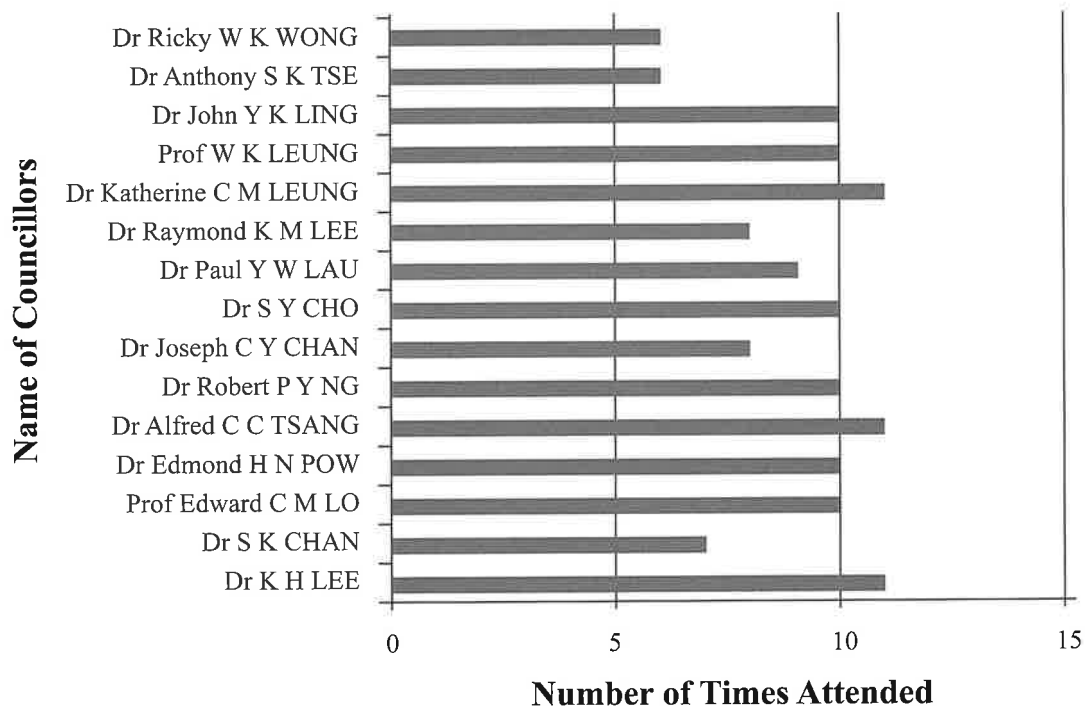 Name of Councillors
Dr Ricky W K WONG
Dr Anthony S K TSE
Dr John Y K LING
Prof W K LEUNG
Dr Katherine C M LEUNG
Dr Raymond K M LEE
Dr Paul Y W LAU
Dr S Y CHO
Dr Joseph C Y CHAN
Dr Robert P Y NG
Dr Alfred C C TSANG
Dr Edmond H N POW
Prof Edward C M LO
Dr S K CHAN
Dr K H LEE
0 5 10 15
Number of Times Attended